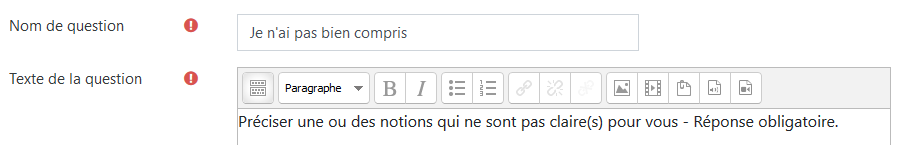 Nom de question
Je n'ai pas bien compris
Texte de la question
Paragraphe B I
Préciser une ou des notions qui ne sont pas claire(s) pour vous - Réponse obligatoire.